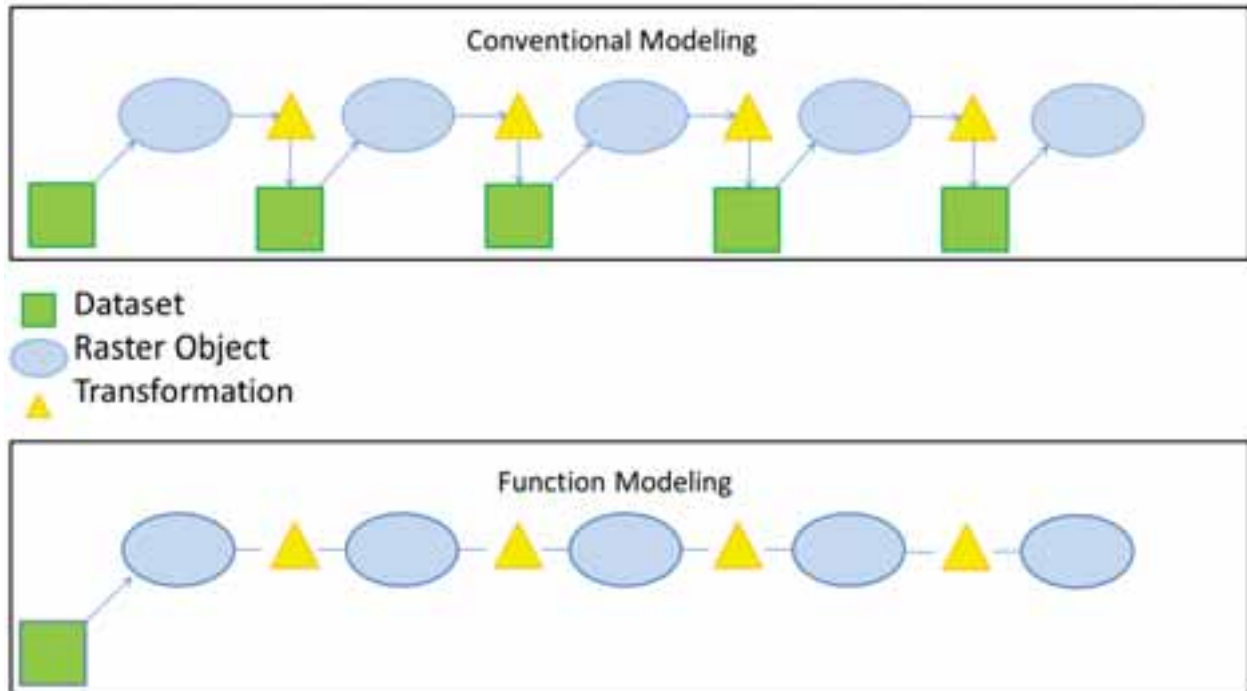 Conventional Modeling
Dataset
Raster Object
Transformation
Function Modeling